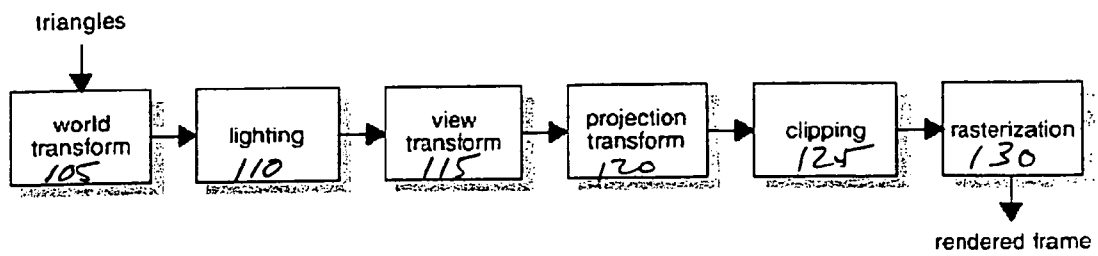 triangles
world
transform
105
lighting
110
view
transform
115
projection
transform
120
clipping
125
rasterization
130
rendered frame